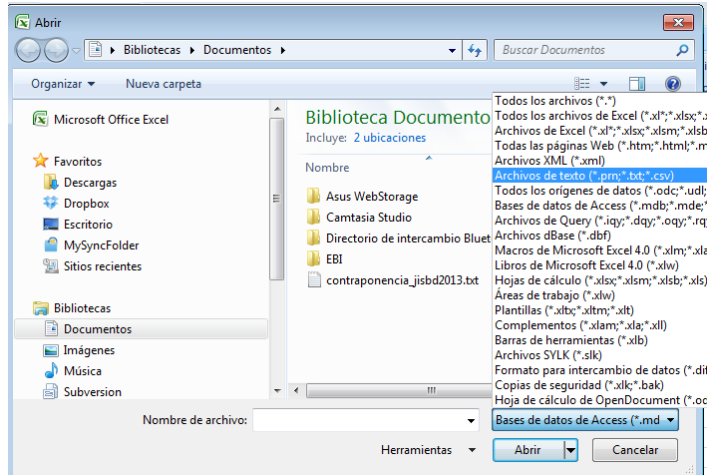 Abrir
Bibliotecas Documentos
Buscar Documentos
Organizar Nueva carpeta
Microsoft Office Excel
Favoritos
Descargas
Dropbox
Escritorio
MySyncFolder
Sitios recientes
Bibliotecas
Documentos
Imágenes
Música
Subversion
Biblioteca Documento
Incluye: 2 ubicaciones
Nombre
Asus WebStorage
Camtasia Studio
Directorio de intercambio Bluet
EBI
contraponencia_jisbd2013.txt
Todos los archivos (*.*)
Todos los archivos de Excel (*.xl*;*.xlsx;*.x
Archivos de Excel (*.xl*;*.xlsx;*.xlsm;*.xlsb
Todas las páginas Web (*.htm;*.html;*.m
Archivos XML (*.xml)
Archivos de texto (*.prn;*.txt;*.csv)
Todos los orígenes de datos (*.odc;*.udl;
Bases de datos de Access (*.mdb;*.mde;*
Archivos de Query (*.iqy;*.dqy;*.oqy;*.rq
Archivos dBase (*.dbf)
Macros de Microsoft Excel 4.0 (*.xlm;*.xla
Libros de Microsoft Excel 4.0 (*.xlw)
Hojas de cálculo (*.xlsx;*.xlsm;*.xlsb;*.xls)
Áreas de trabajo (*.xlw)
Plantillas (*.xltx;*.xltm;*.xlt)
Complementos (*.xlam;*.xla;*.xll)
Barras de herramientas (*.xlb)
Archivos SYLK (*.slk)
Formato para intercambio de datos (*.dif
Copias de seguridad (*.xlk;*.bak)
Hoja de cálculo de OpenDocument (*.od
Nombre de archivo:
Bases de datos de Access (*.md
Herramientas Abrir Cancelar